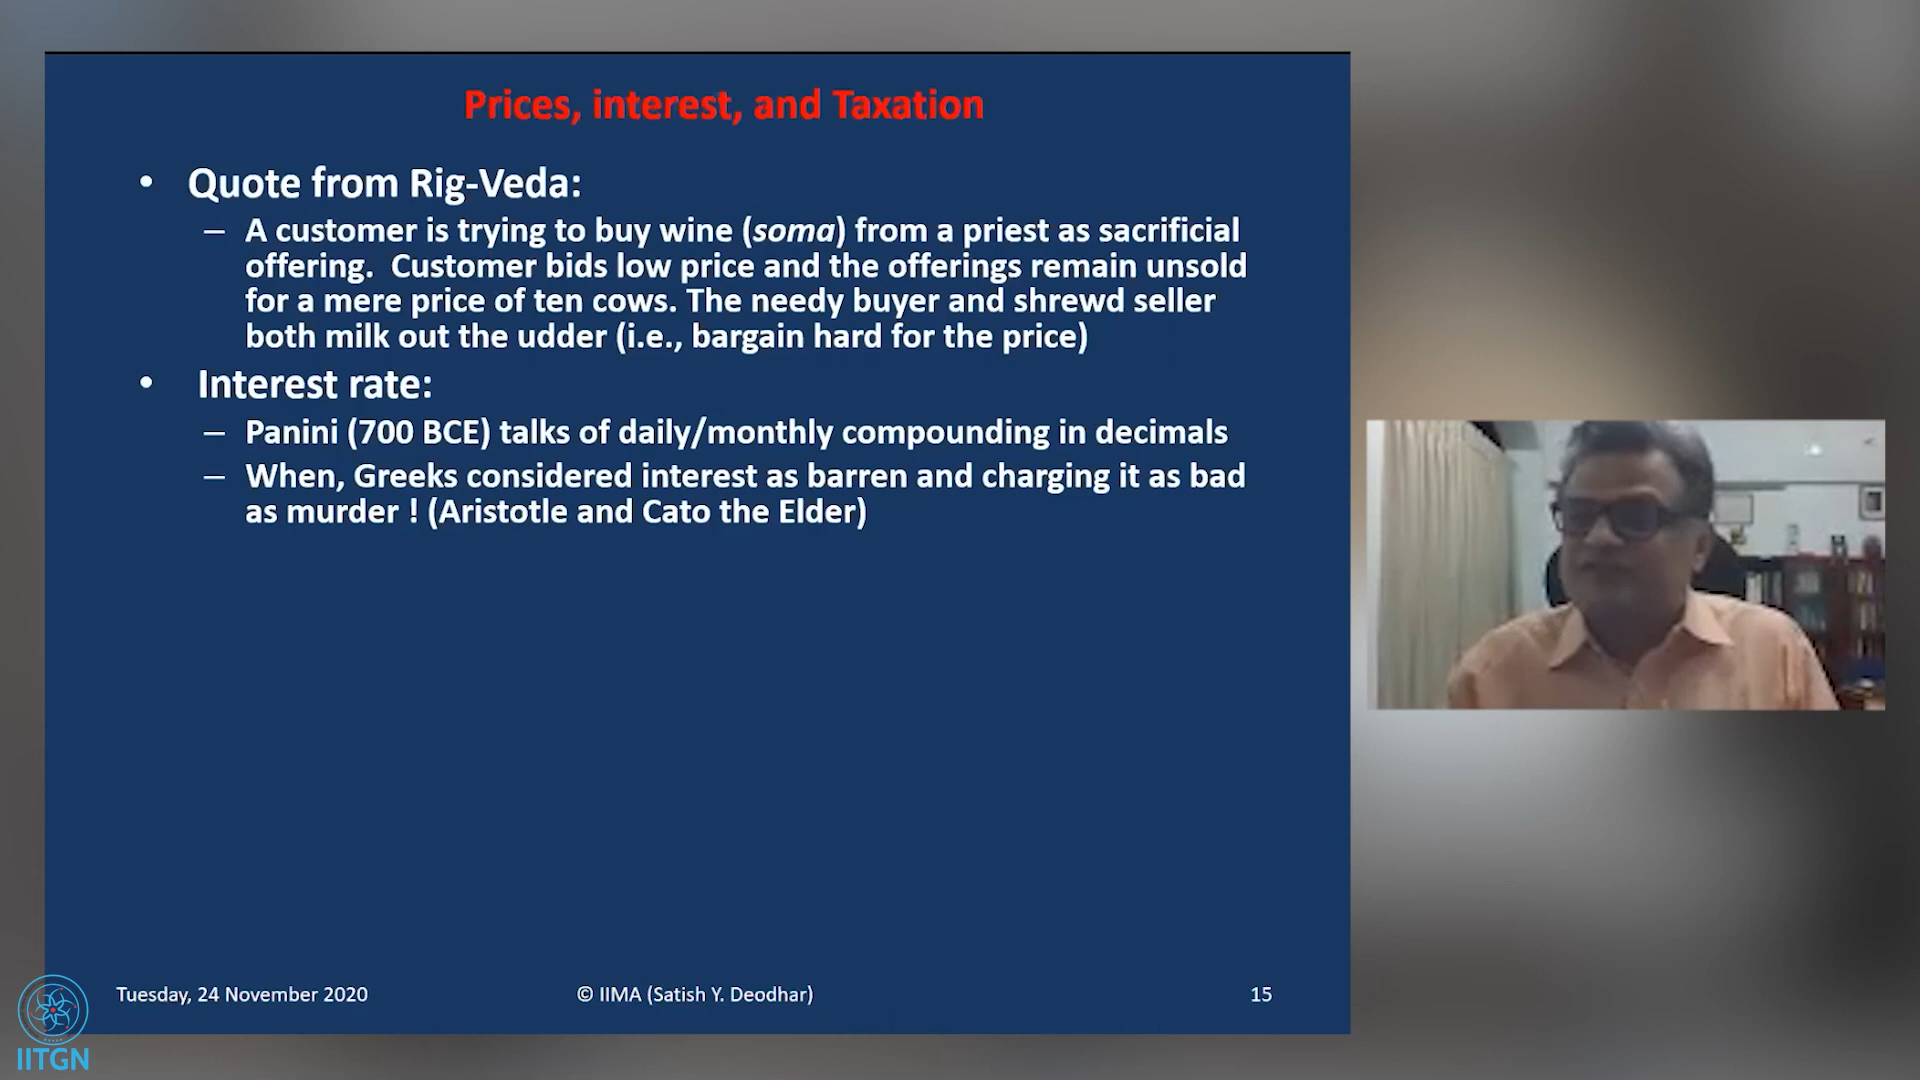 Prices, interest, and Taxation
• Quote from Rig-Veda:
– A customer is trying to buy wine (soma) from a priest as sacrificial
offering. Customer bids low price and the offerings remain unsold
for a mere price of ten cows. The needy buyer and shrewd seller
both milk out the udder (i.e., bargain hard for the price)
• Interest rate:
– Panini (700 BCE) talks of daily/monthly compounding in decimals
– When, Greeks considered interest as barren and charging it as bad
as murder ! (Aristotle and Cato the Elder)
Tuesday, 24 November 2020
© IIMA (Satish Y. Deodhar)
15
IITGN